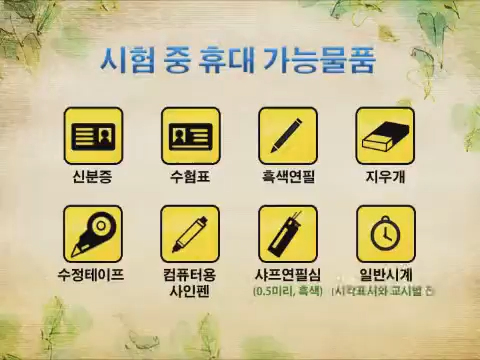 시험 중 휴대 가능물품
신분증
수험표
흑색연필
지우개
수정테이프
컴퓨터용
사인펜
샤프연필심
(0.5미리, 흑색)
일반시계
(시각표시와 교시별 잔